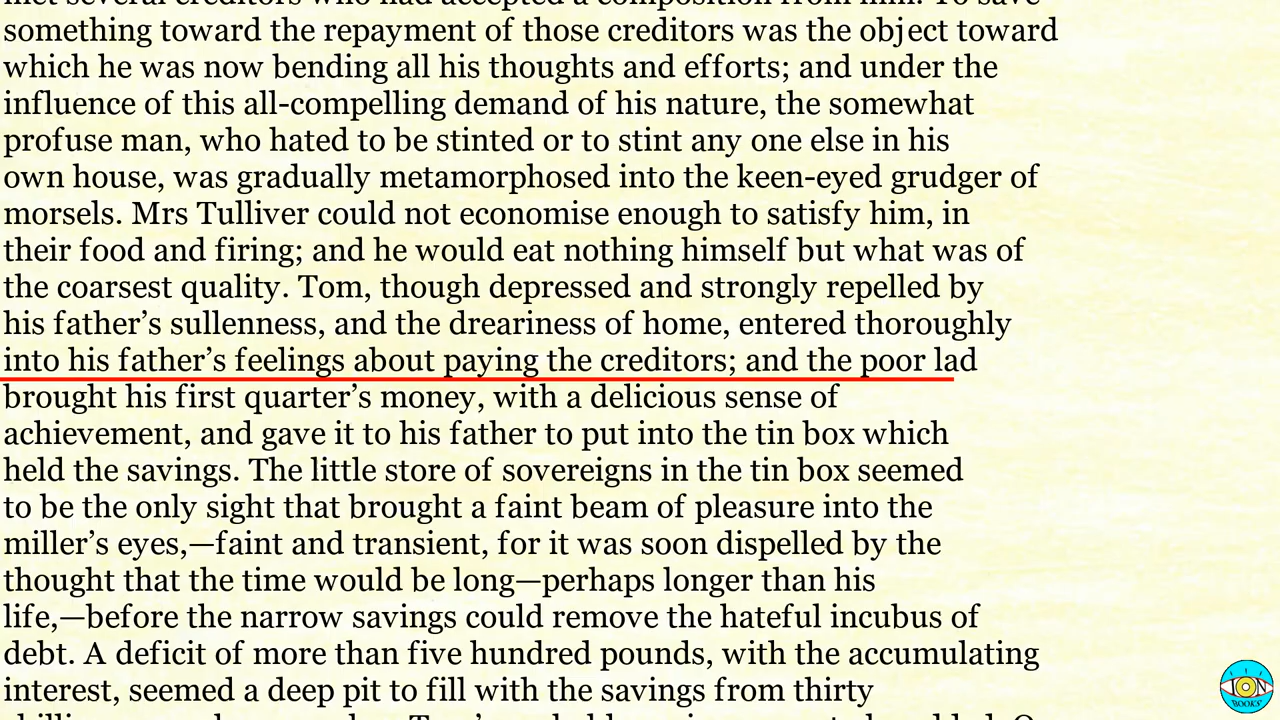 something toward the repayment of those creditors was the object toward
which he was now bending all his thoughts and efforts; and under the
influence of this all-compelling demand of his nature, the somewhat
profuse man, who hated to be stinted or to stint any one else in his
own house, was gradually metamorphosed into the keen-eyed grudger of
morsels. Mrs Tulliver could not economise enough to satisfy him, in
their food and firing; and he would eat nothing himself but what was of
the coarsest quality. Tom, though depressed and strongly repelled by
his father’s sullenness, and the dreariness of home, entered thoroughly
into his father’s feelings about paying the creditors; and the poor lad
brought his first quarter’s money, with a delicious sense of
achievement, and gave it to his father to put into the tin box which
held the savings. The little store of sovereigns in the tin box seemed
to be the only sight that brought a faint beam of pleasure into the
miller’s eyes,—faint and transient, for it was soon dispelled by the
thought that the time would be long—perhaps longer than his
life,—before the narrow savings could remove the hateful incubus of
debt. A deficit of more than five hundred pounds, with the accumulating
interest, seemed a deep pit to fill with the savings from thirty
ION
BOOKS